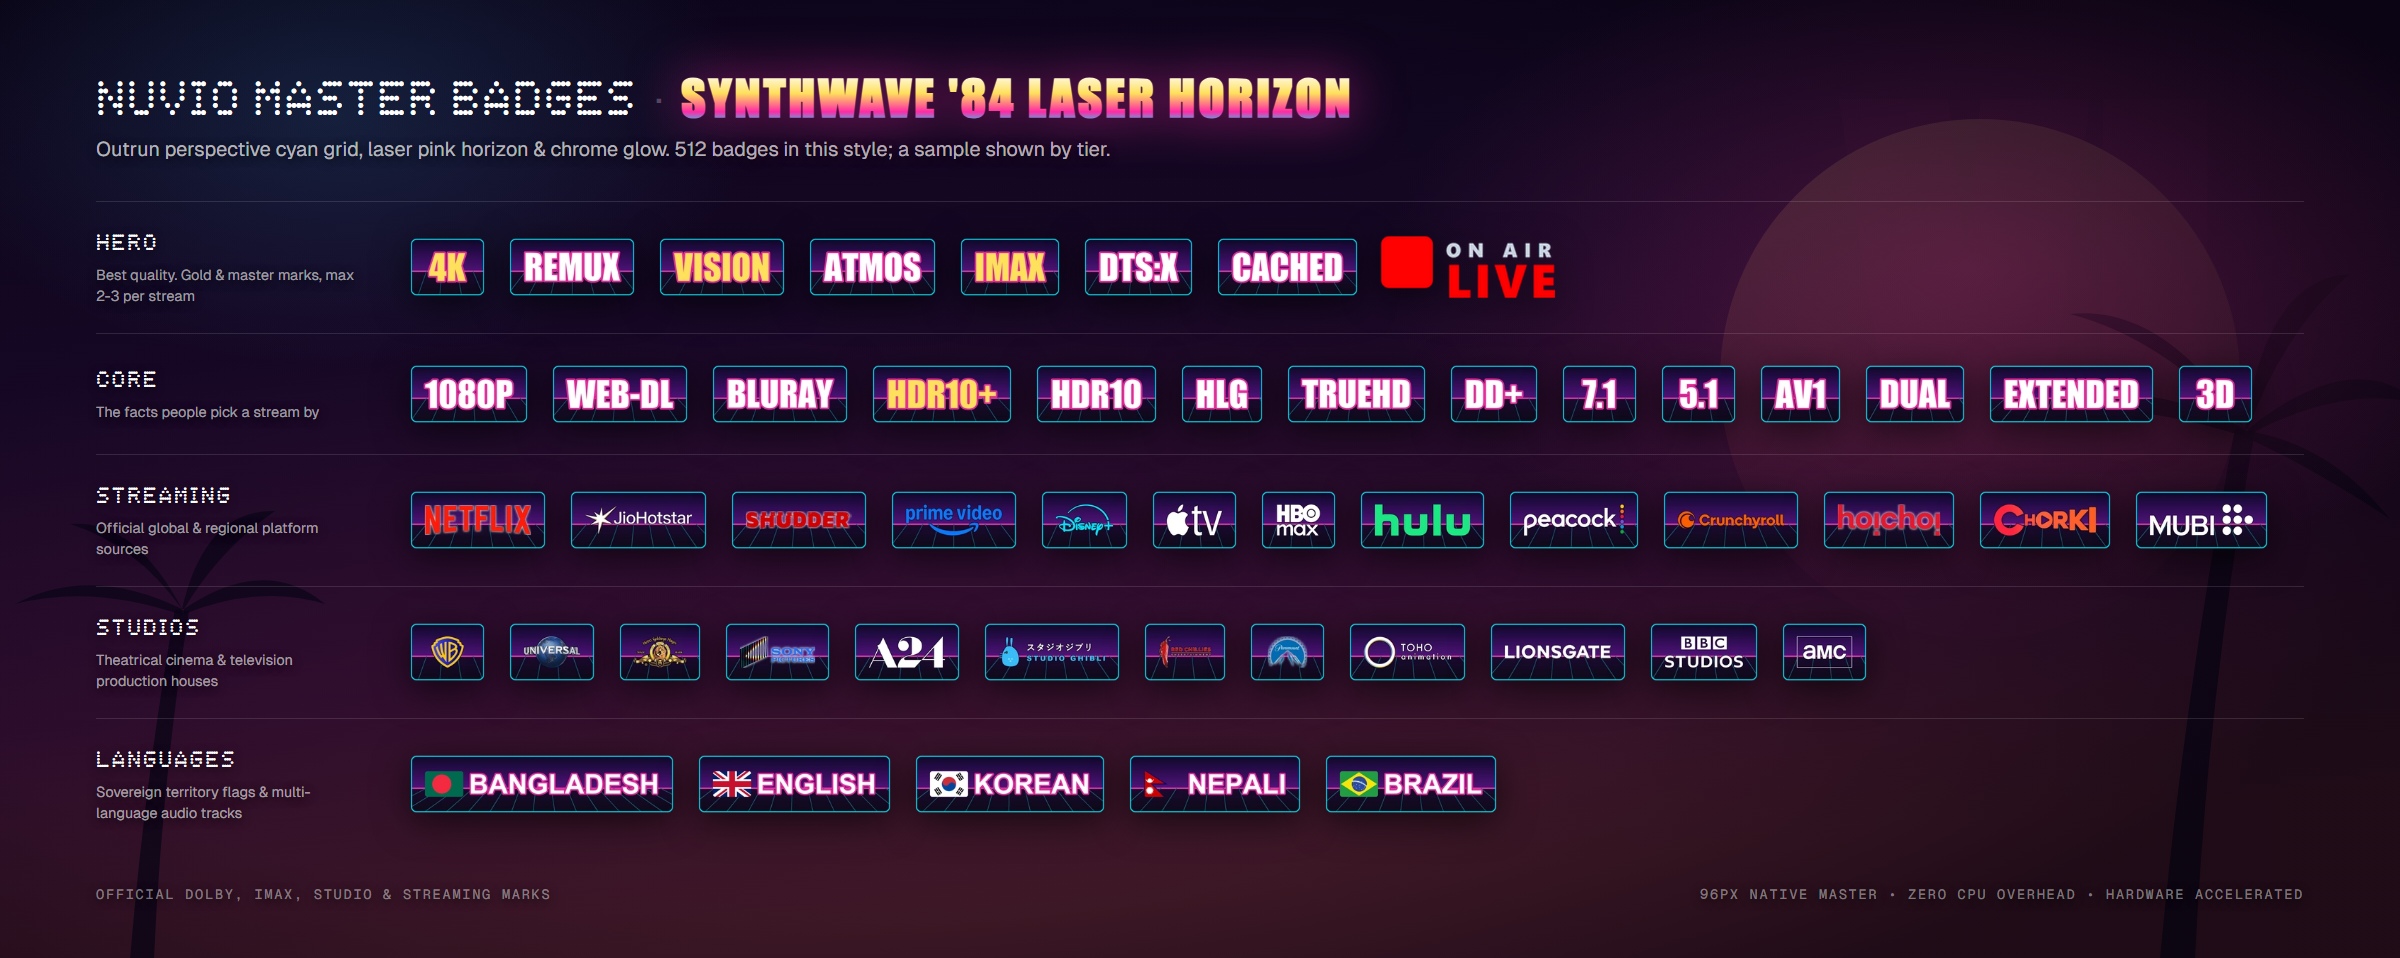 NUVIO MASTER BADGES · SYNTHWAVE '84 LASER HORIZON
Outrun perspective cyan grid, laser pink horizon & chrome glow. 512 badges in this style; a sample shown by tier.
HERO
Best quality. Gold & master marks, max
2-3 per stream
4K REMUX VISION ATMOS IMAX DTS:X CACHED ON AIR
LIVE
CORE
The facts people pick a stream by
1080P WEB-DL BLURAY HDR10+ HDR10 HLG TRUEHD DD+ 7.1 5.1 AV1 DUAL EXTENDED 3D
STREAMING
Official global & regional platform
sources
NETFLIX JioHotstar SHUDDER prime video Disney+ tv HBO max hulu peacock Crunchyroll hoichoi CHORKI MUBI
STUDIOS
Theatrical cinema & television
production houses
WB UNIVERSAL SONY PICTURES A24 スタジオジブリ STUDIO GHIBLI RED CHILLIES Paramount TOHO animation LIONSGATE BBC STUDIOS aMC
LANGUAGES
Sovereign territory flags & multi-
language audio tracks
BANGLADESH ENGLISH KOREAN NEPALI BRAZIL
OFFICIAL DOLBY, IMAX, STUDIO & STREAMING MARKS
96PX NATIVE MASTER • ZERO CPU OVERHEAD • HARDWARE ACCELERATED